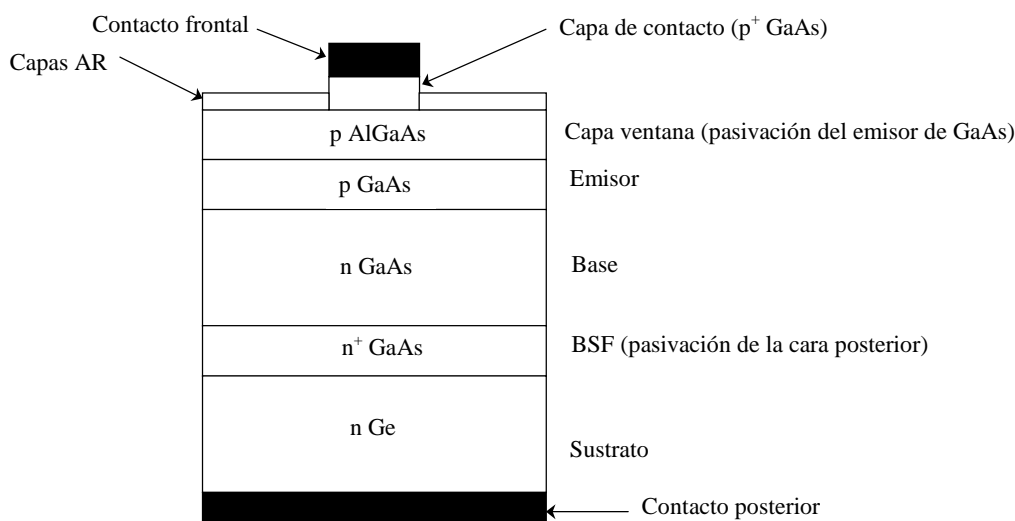 Contacto frontal
Capa de contacto (p+ GaAs)
Capas AR
p AlGaAs
Capa ventana (pasivación del emisor de GaAs)
p GaAs
Emisor
n GaAs
Base
n+ GaAs
BSF (pasivación de la cara posterior)
n Ge
Sustrato
Contacto posterior